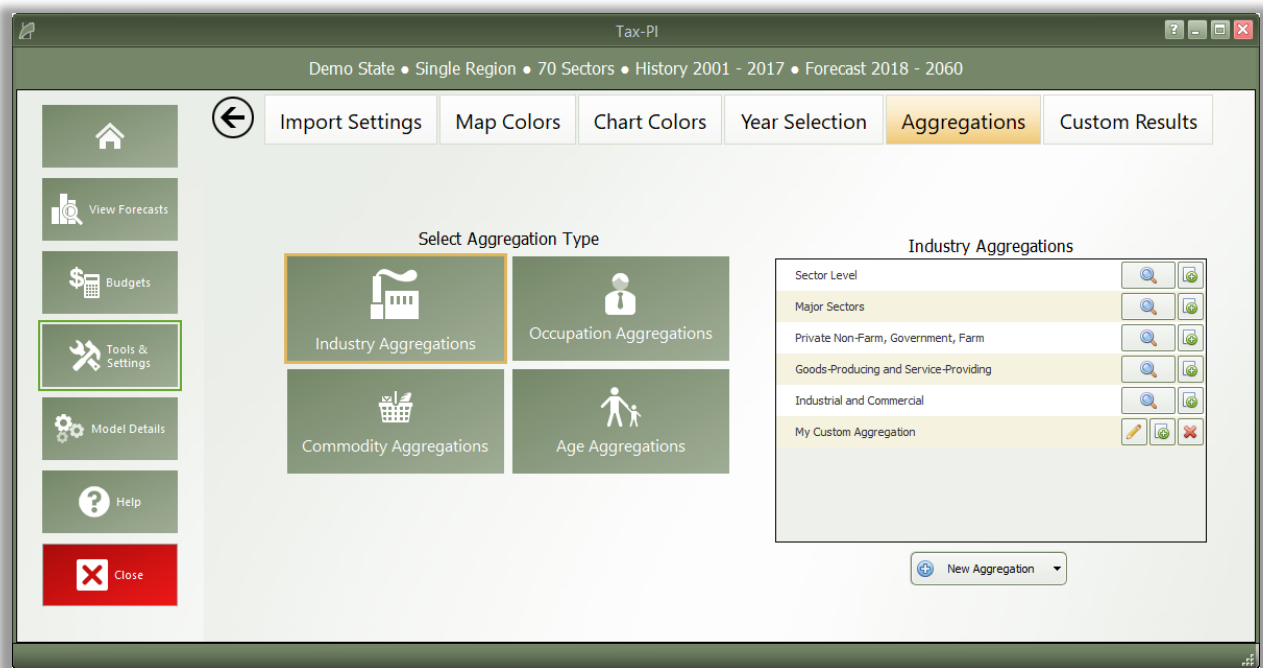 Tax-PI
Demo State ● Single Region ● 70 Sectors ● History 2001 - 2017 ● Forecast 2018 - 2060
Import Settings
Map Colors
Chart Colors
Year Selection
Aggregations
Custom Results
View Forecasts
Budgets
Tools &
Settings
Model Details
Help
Close
Select Aggregation Type
Industry Aggregations
Occupation Aggregations
Commodity Aggregations
Age Aggregations
Industry Aggregations
Sector Level
Major Sectors
Private Non-Farm, Government, Farm
Goods-Producing and Service-Providing
Industrial and Commercial
My Custom Aggregation
New Aggregation